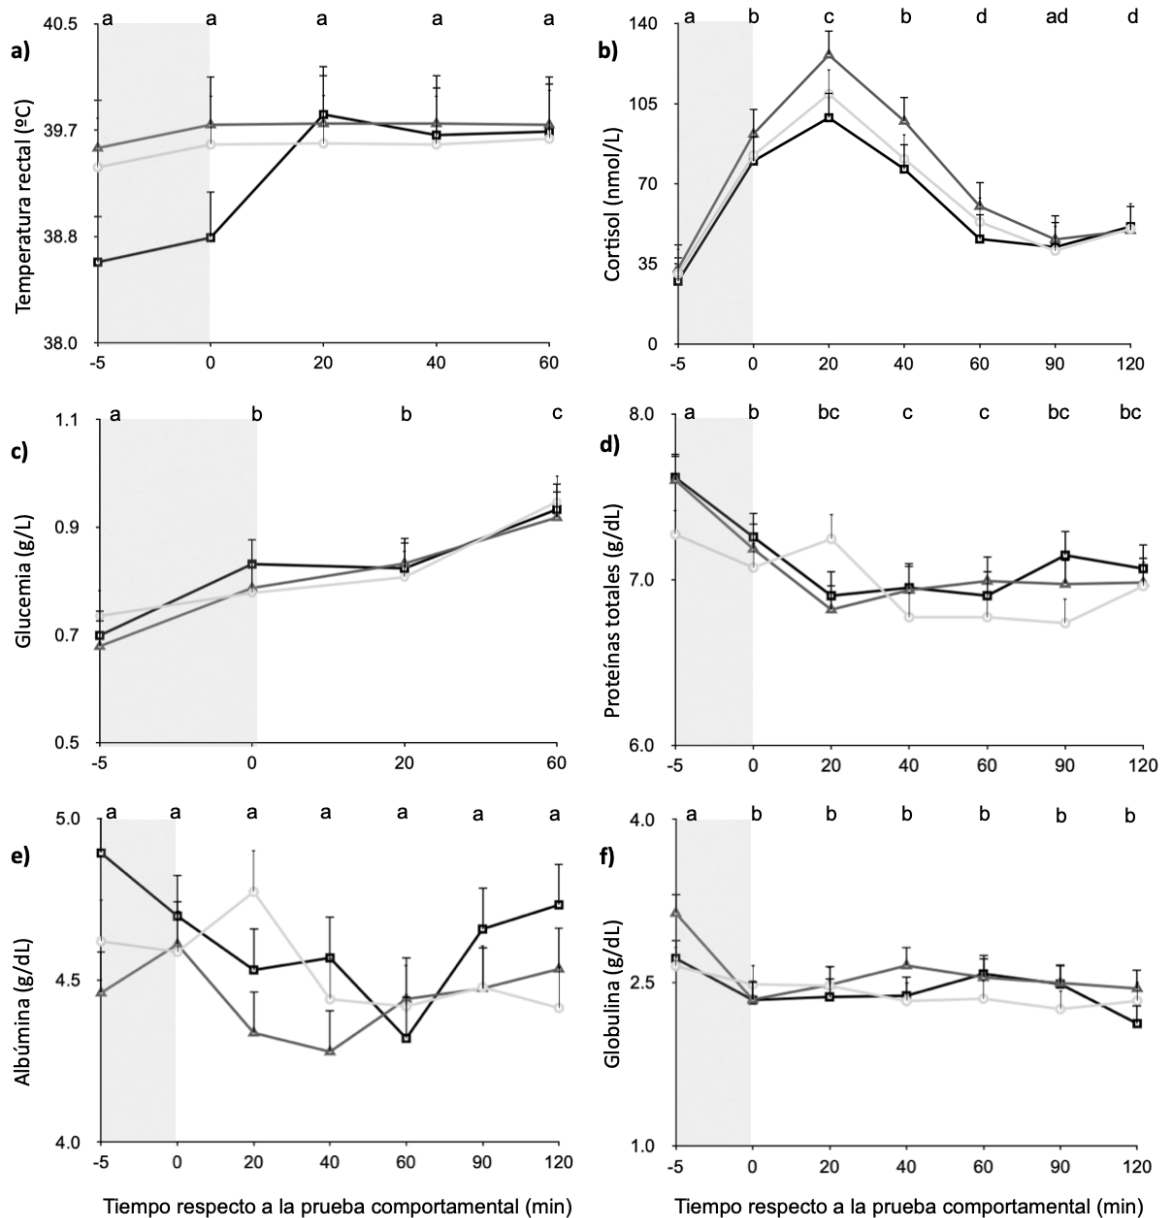 a a a a a
40.5
a)
39.7
38.8
38.0
Temperatura rectal (ºC)
-5 0 20 40 60
a b c b d ad d
140
b)
105
70
35
0
Cortisol (nmol/L)
-5 0 20 40 60 90 120
a b b c
1.1
c)
0.9
0.7
0.5
Glucemia (g/L)
-5 0 20 60
a b bc c c bc bc
8.0
d)
7.0
6.0
Proteínas totales (g/dL)
-5 0 20 40 60 90 120
a a a a a a a
5.0
e)
4.5
4.0
Albúmina (g/dL)
-5 0 20 40 60 90 120
Tiempo respecto a la prueba comportamental (min)
a b b b b b b
4.0
f)
2.5
1.0
Globulina (g/dL)
-5 0 20 40 60 90 120
Tiempo respecto a la prueba comportamental (min)